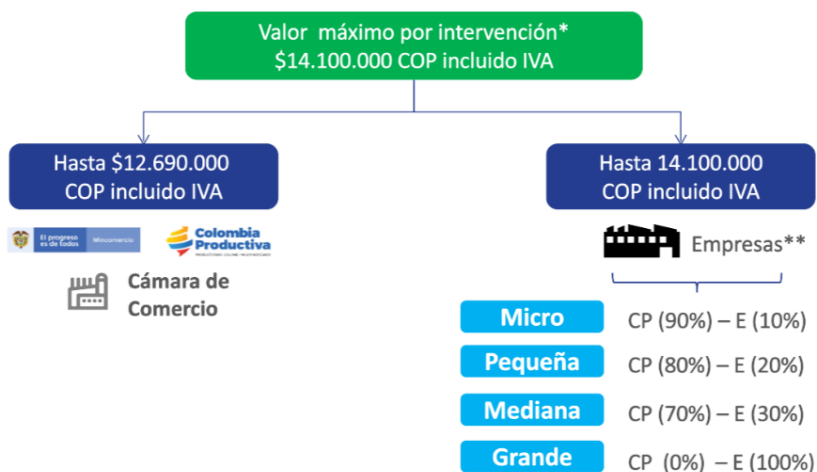 Valor máximo por intervención*
$14.100.000 COP incluido IVA
Hasta $12.690.000
COP incluido IVA
Hasta 14.100.000
COP incluido IVA
El progreso
es de todos
Mincomercio
Colombia
Productiva
Empresas**
Cámara de
Comercio
Micro
CP (90%) – E (10%)
Pequeña
CP (80%) – E (20%)
Mediana
CP (70%) – E (30%)
Grande
CP (0%) – E (100%)